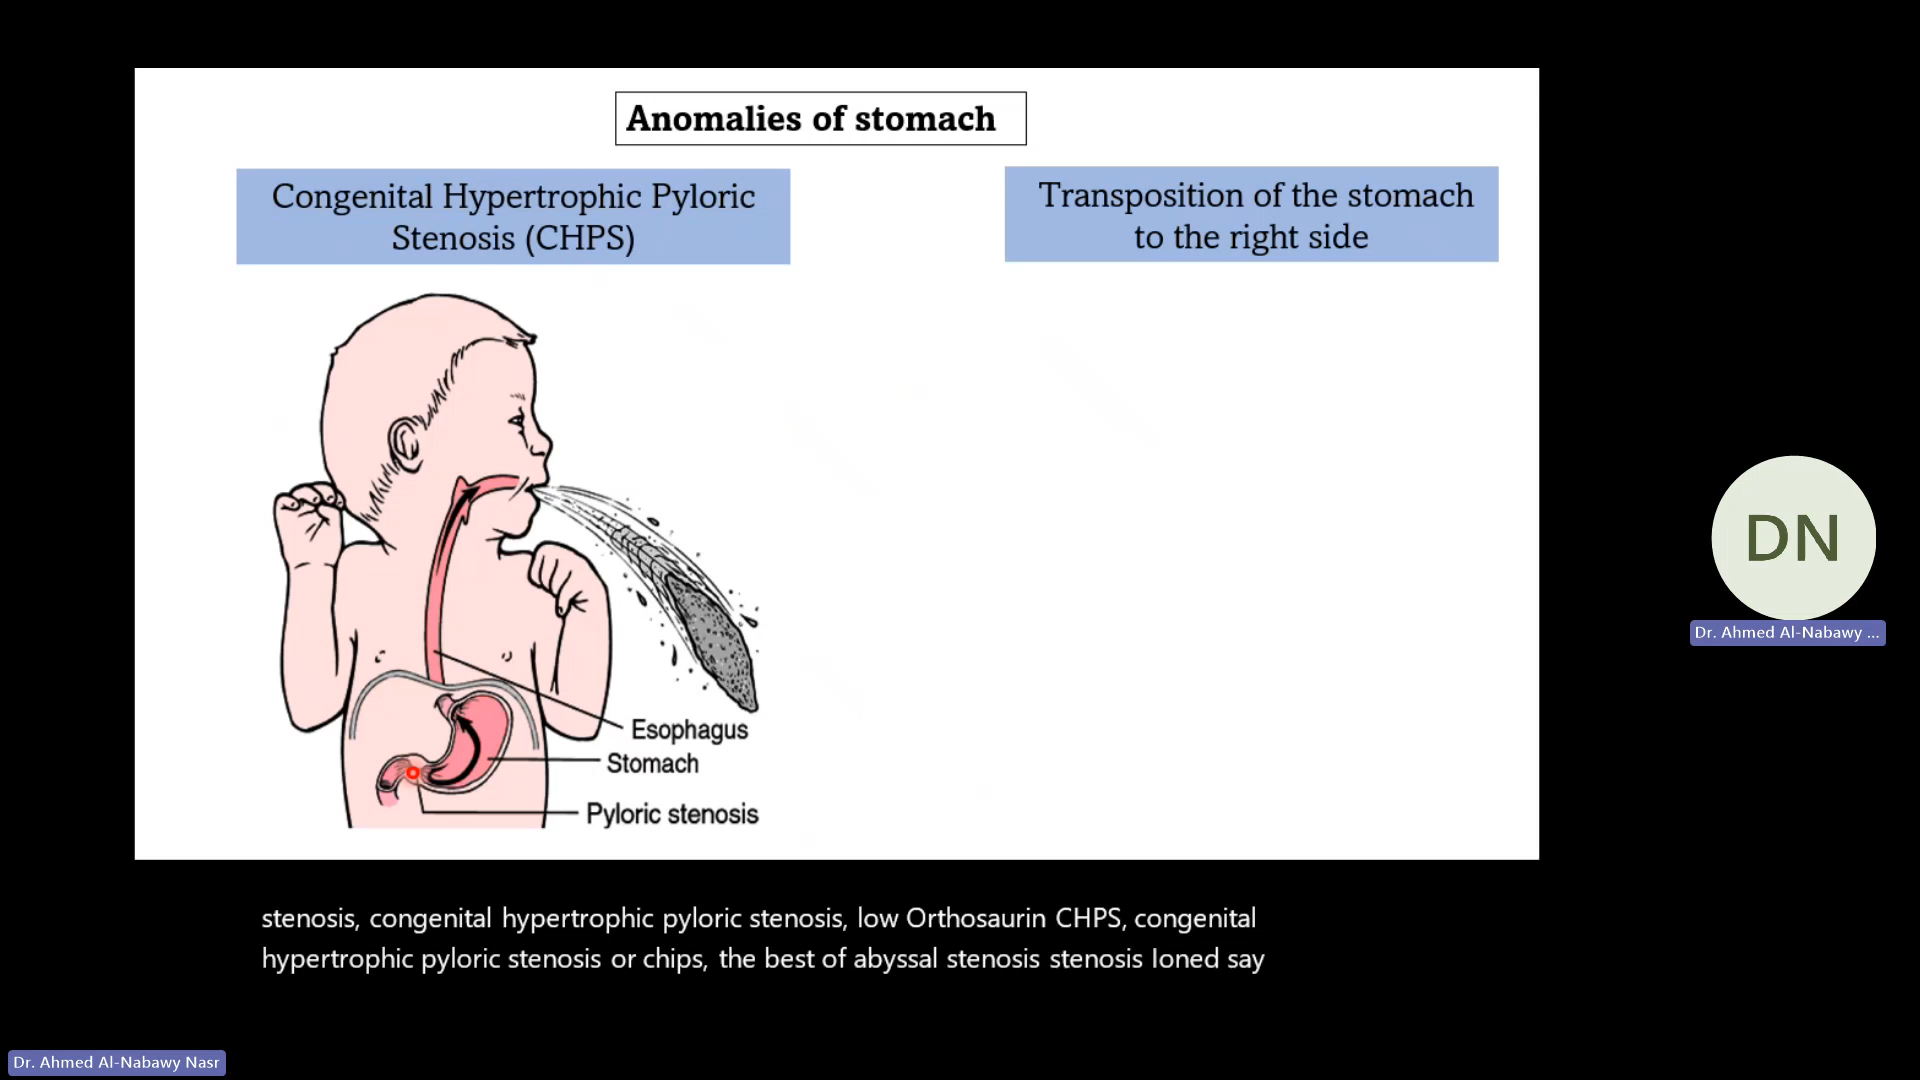 Anomalies of stomach
Congenital Hypertrophic Pyloric
Stenosis (CHPS)
Transposition of the stomach
to the right side
Esophagus
Stomach
Pyloric stenosis
DN
Dr. Ahmed Al-Nabawy ...
stenosis, congenital hypertrophic pyloric stenosis, low Orthosaurin CHPS, congenital
hypertrophic pyloric stenosis or chips, the best of abyssal stenosis stenosis loned say
Dr. Ahmed Al-Nabawy Nasr